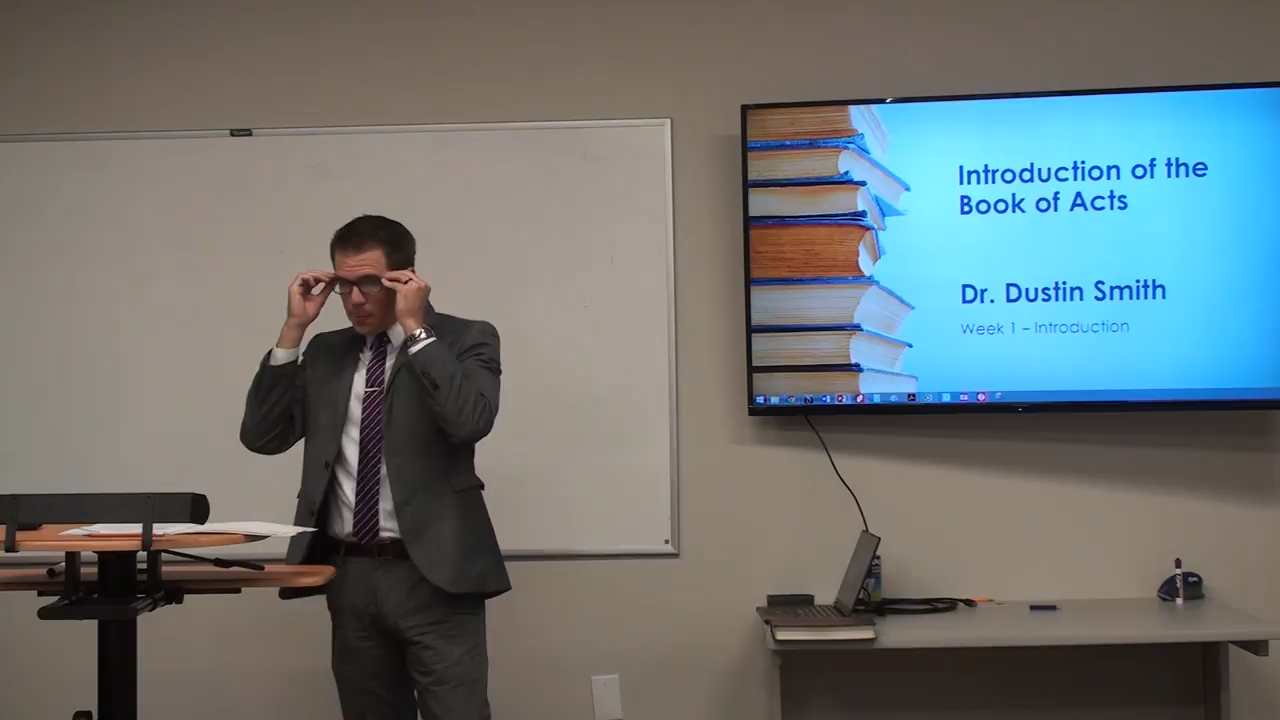 Introduction of the
Book of Acts
Dr. Dustin Smith
Week 1 – Introduction